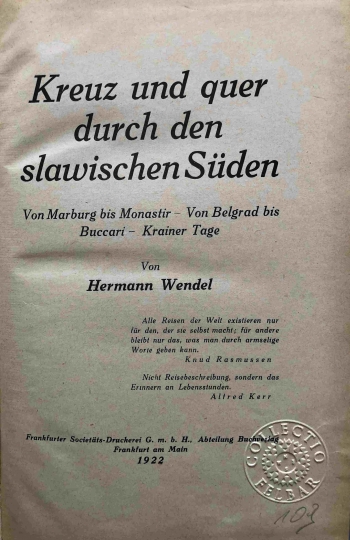 Kreuz und quer
durch den
slawischen Süden
Von Marburg bis Monastir – Von Belgrad bis
Buccari – Krainer Tage
Von
Hermann Wendel
Alle Reisen der Welt existieren nur
für den, der sie selbst macht; für andere
bleibt nur das, was man durch armselige
Worte geben kann.
Knud Rasmussen
Nicht Reisebeschreibung, sondern das
Erinnern an Lebensstunden.
Alfred Kerr
Frankfurter Societäts-Druckerei G. m. b. H., Abteilung Buchverlag
Frankfurt am Main
1922
COLLECTIO
FELBAR
103